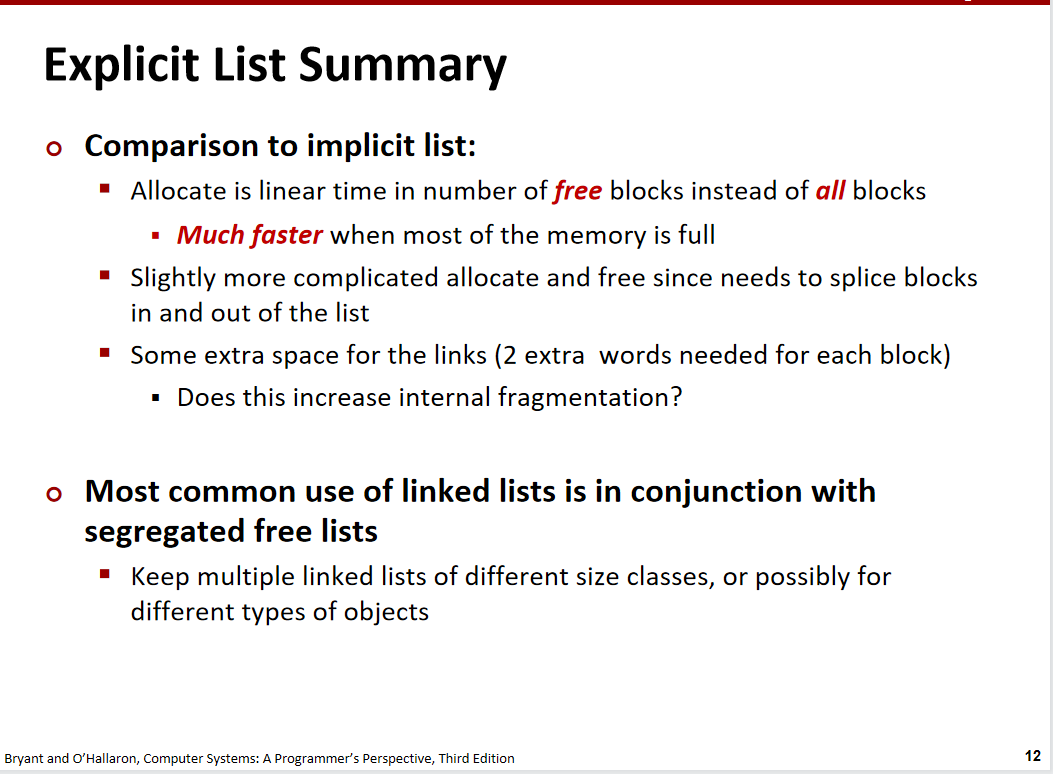 Explicit List Summary
Comparison to implicit list:
Allocate is linear time in number of free blocks instead of all blocks
Much faster when most of the memory is full
Slightly more complicated allocate and free since needs to splice blocks
in and out of the list
Some extra space for the links (2 extra  words needed for each block)
Does this increase internal fragmentation?
Most common use of linked lists is in conjunction with
segregated free lists
Keep multiple linked lists of different size classes, or possibly for
different types of objects
Bryant and O’Hallaron, Computer Systems: A Programmer’s Perspective, Third Edition
12